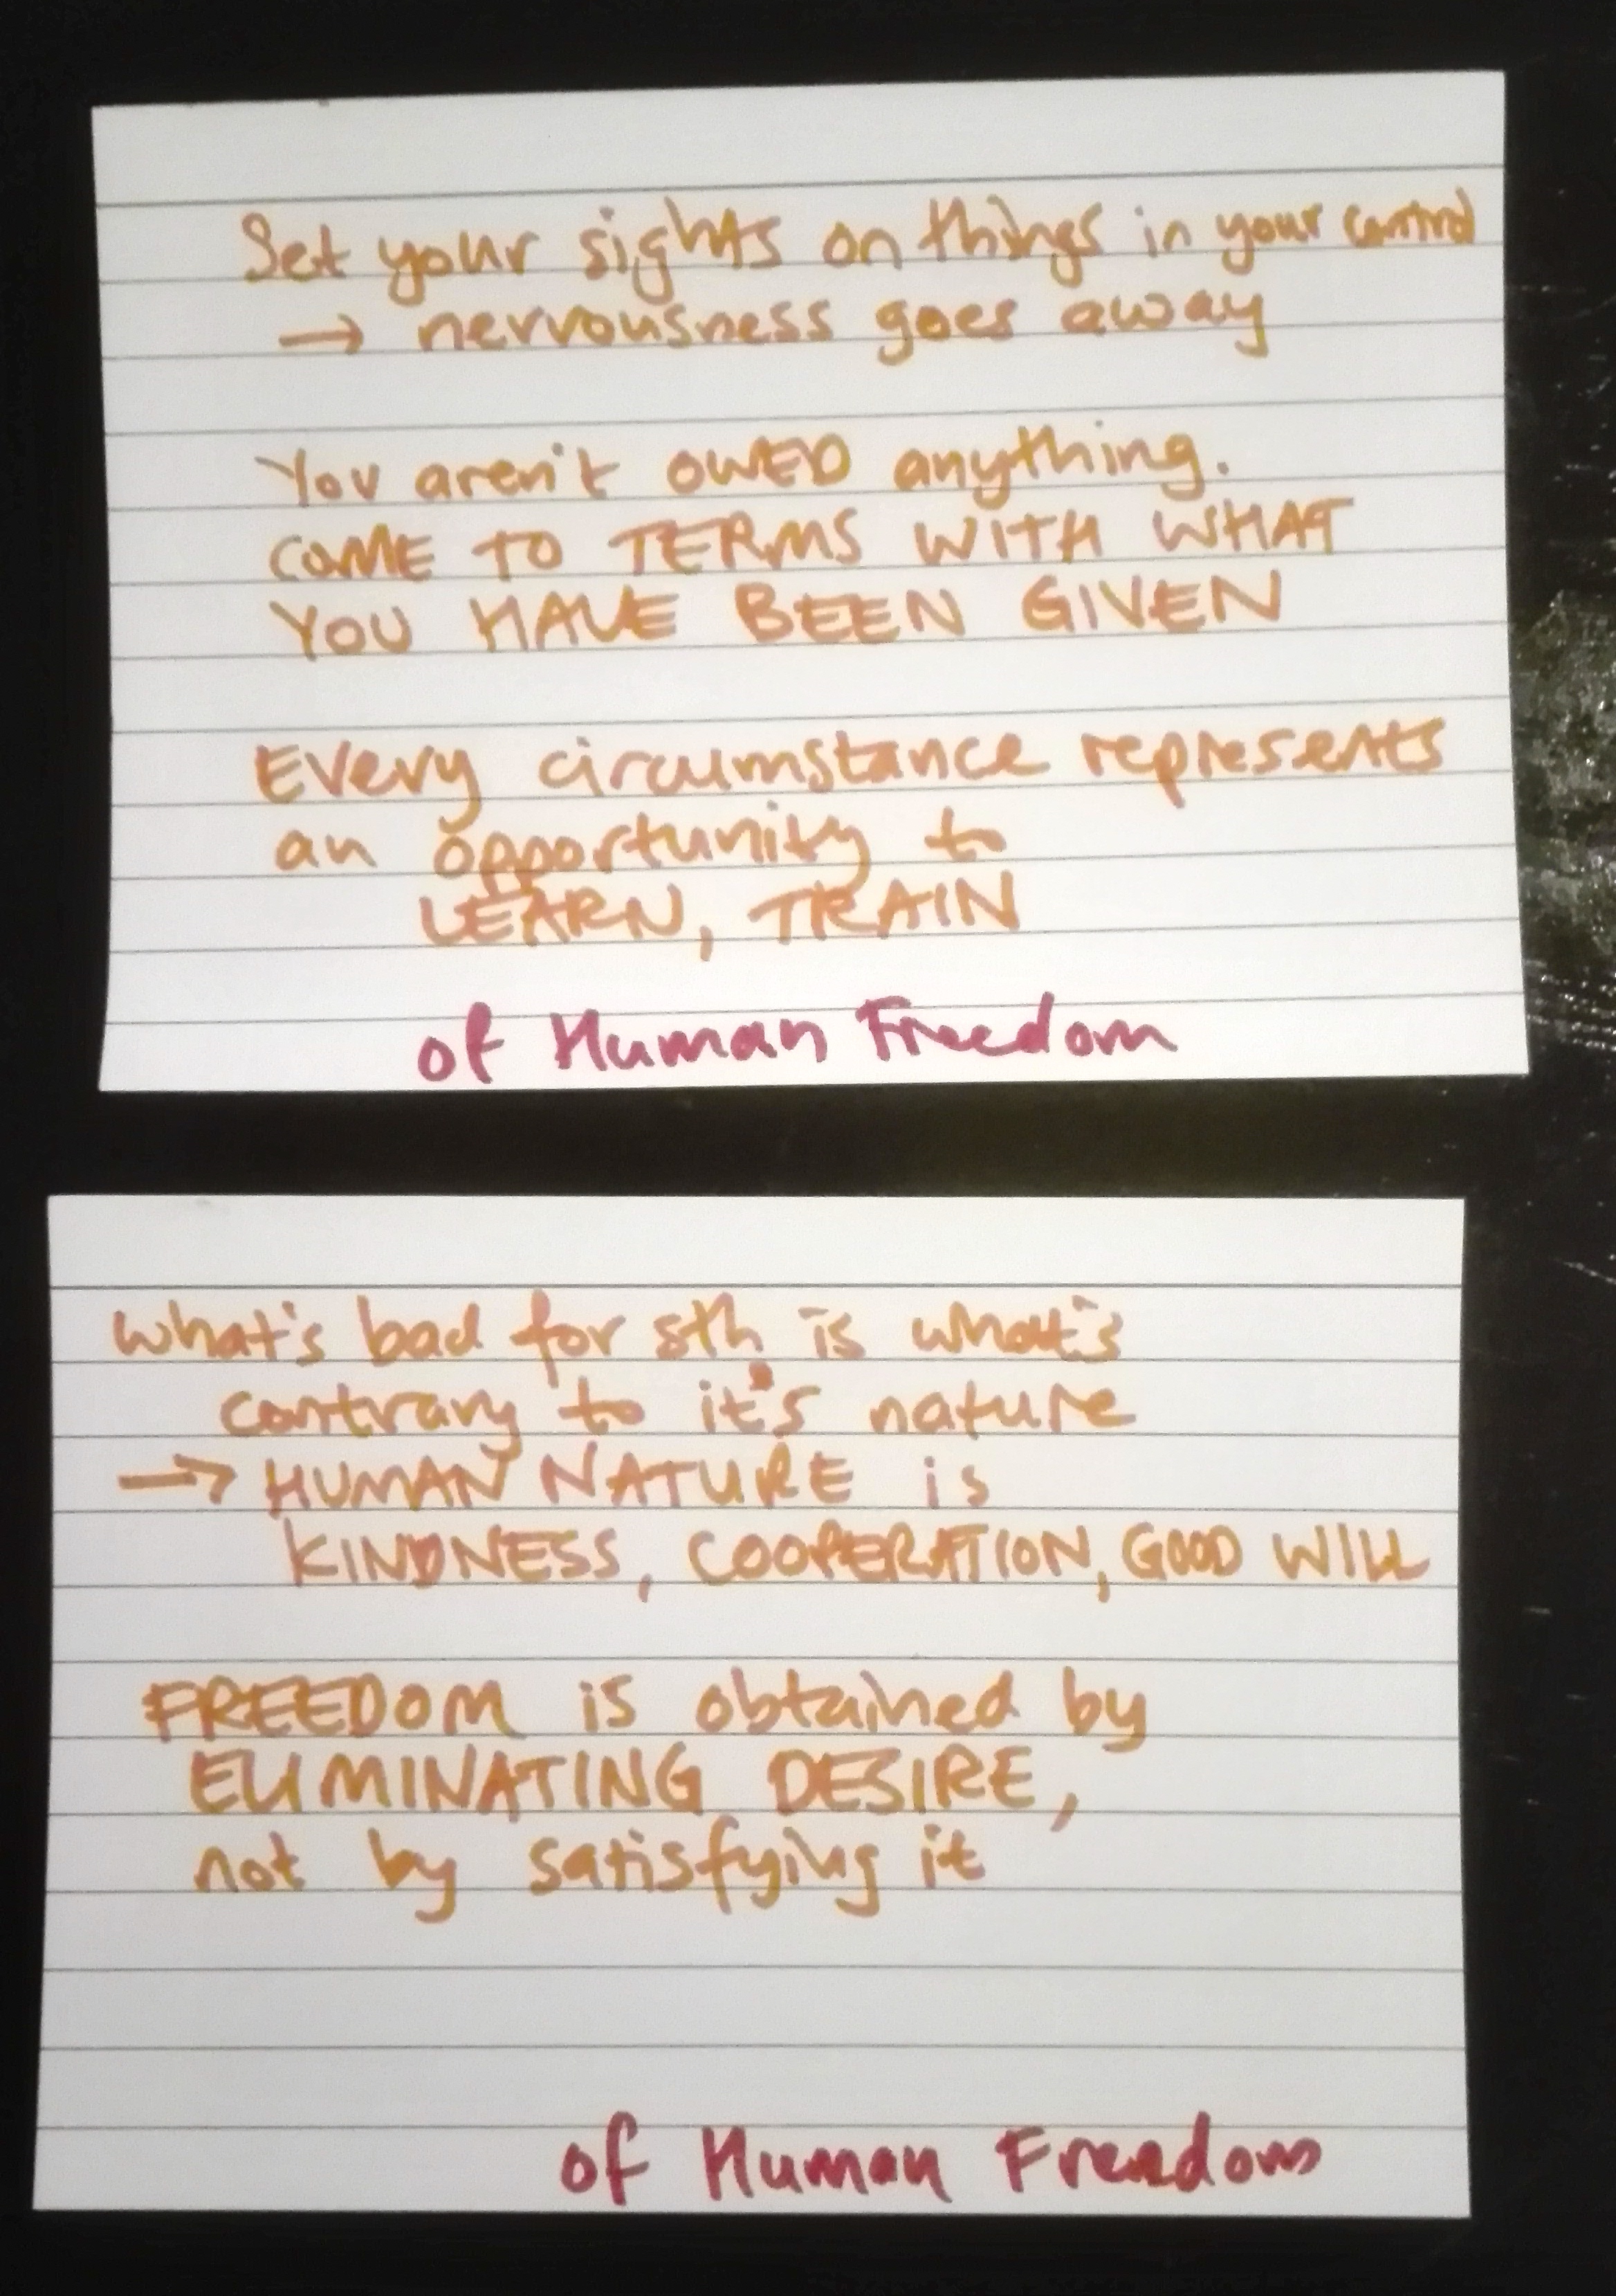 Set your sights on things in your control
→ nervousness goes away
You aren't OWED anything.
COME TO TERMS WITH WHAT
YOU HAVE BEEN GIVEN
Every circumstance represents
an opportunity to
LEARN, TRAIN
of Human Freedom
What's bad for sth is what's
contrary to it's nature
→ HUMAN NATURE is
KINDNESS, COOPERATION, GOOD WILL
FREEDOM is obtained by
ELIMINATING DESIRE,
not by satisfying it
of Human Freedom